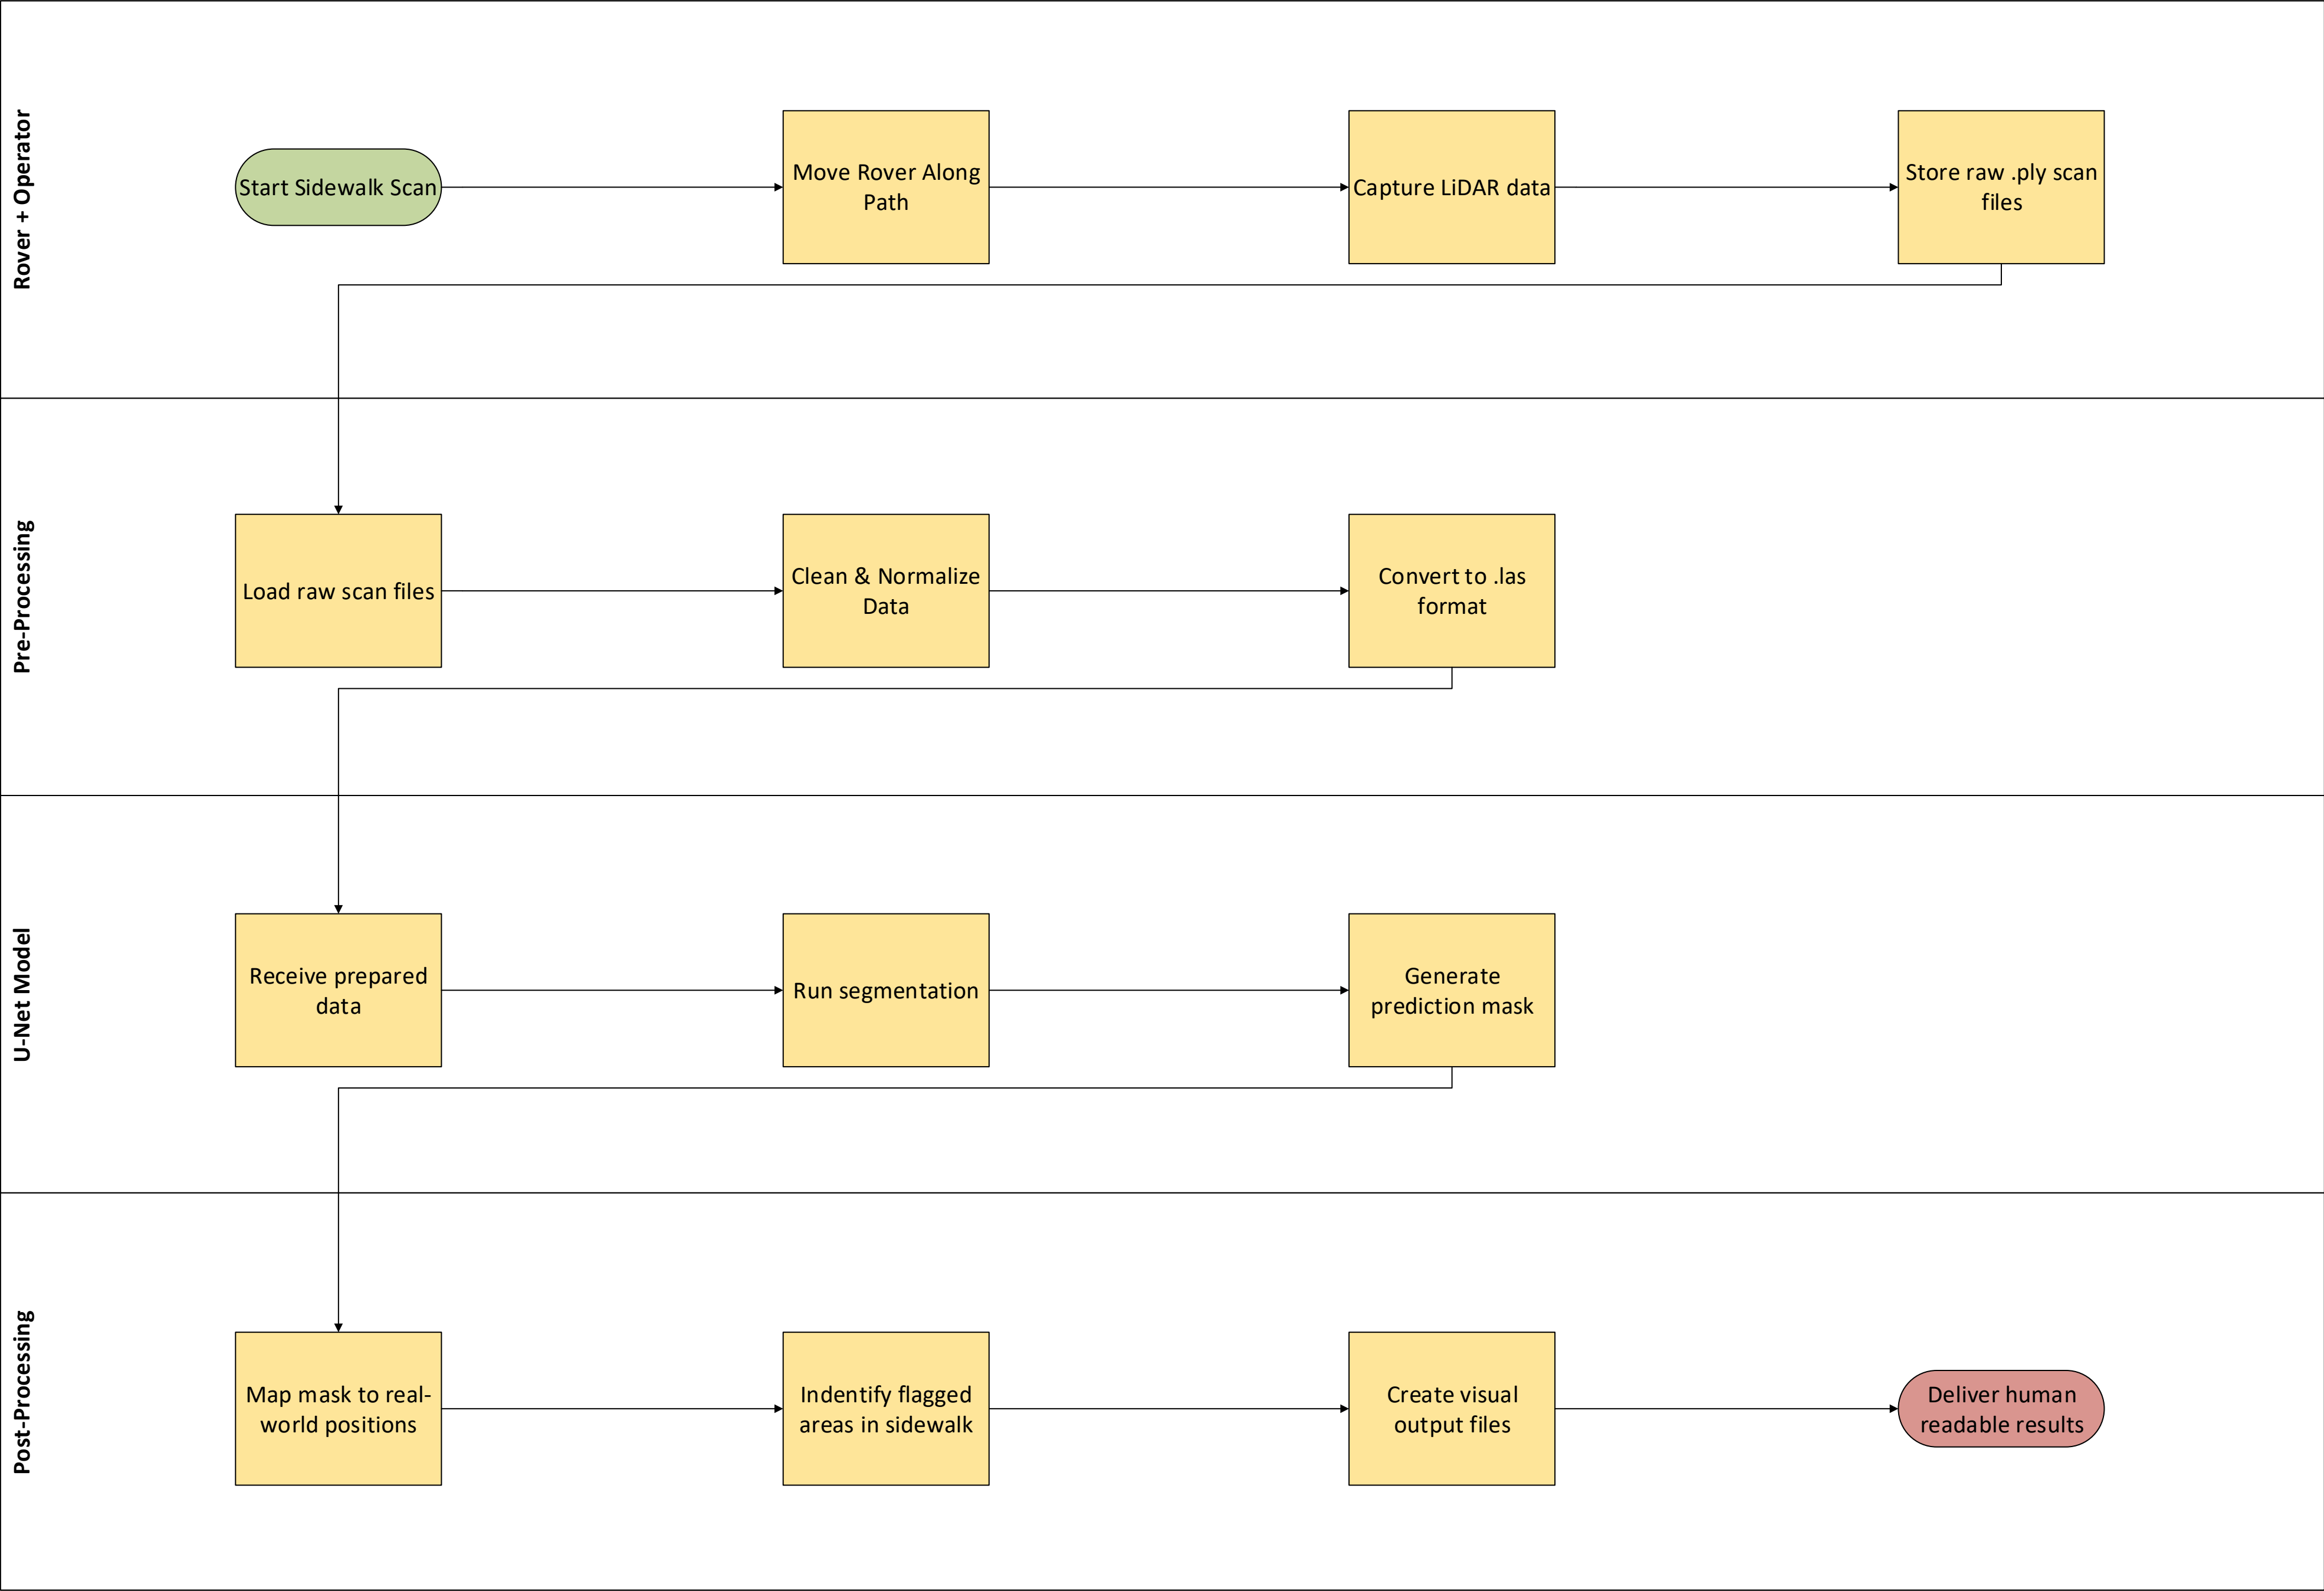 Rover + Operator
Start Sidewalk Scan
Move Rover Along
Path
Capture LiDAR data
Store raw .ply scan
files
Pre-Processing
Load raw scan files
Clean & Normalize
Data
Convert to .las
format
U-Net Model
Receive prepared
data
Run segmentation
Generate
prediction mask
Post-Processing
Map mask to real-
world positions
Indentify flagged
areas in sidewalk
Create visual
output files
Deliver human
readable results